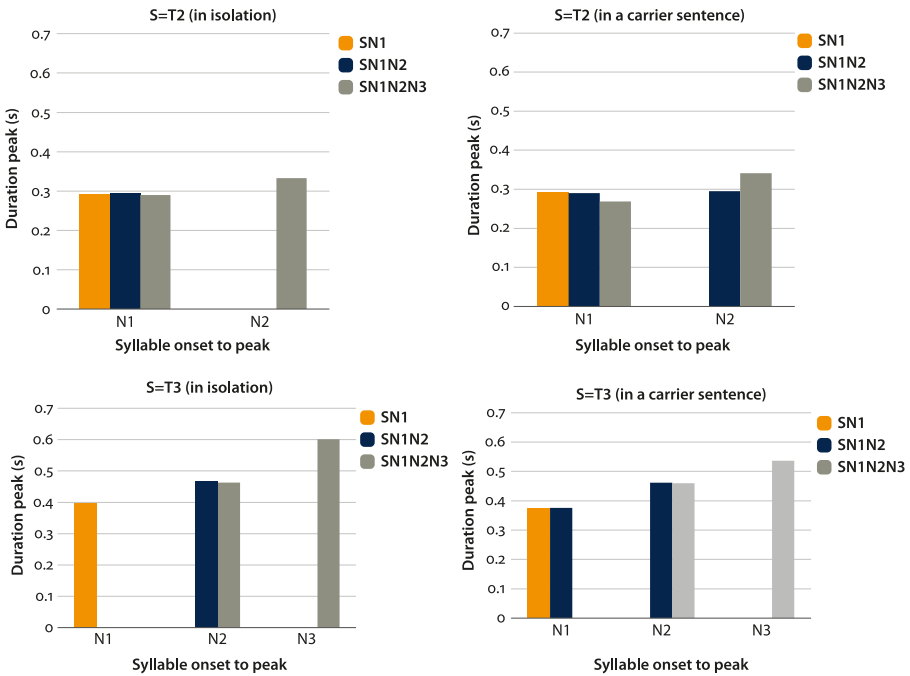 S=T2 (in isolation)
0.7
0.6
0.5
0.4
0.3
0.2
0.1
0
Duration peak (s)
SN1
SN1N2
SN1N2N3
N1 N2
Syllable onset to peak
S=T2 (in a carrier sentence)
0.7
0.6
0.5
0.4
0.3
0.2
0.1
0
Duration peak (s)
SN1
SN1N2
SN1N2N3
N1 N2
Syllable onset to peak
S=T3 (in isolation)
0.7
0.6
0.5
0.4
0.3
0.2
0.1
0
Duration peak (s)
SN1
SN1N2
SN1N2N3
N1 N2 N3
Syllable onset to peak
S=T3 (in a carrier sentence)
0.7
0.6
0.5
0.4
0.3
0.2
0.1
0
Duration peak (s)
SN1
SN1N2
SN1N2N3
N1 N2 N3
Syllable onset to peak